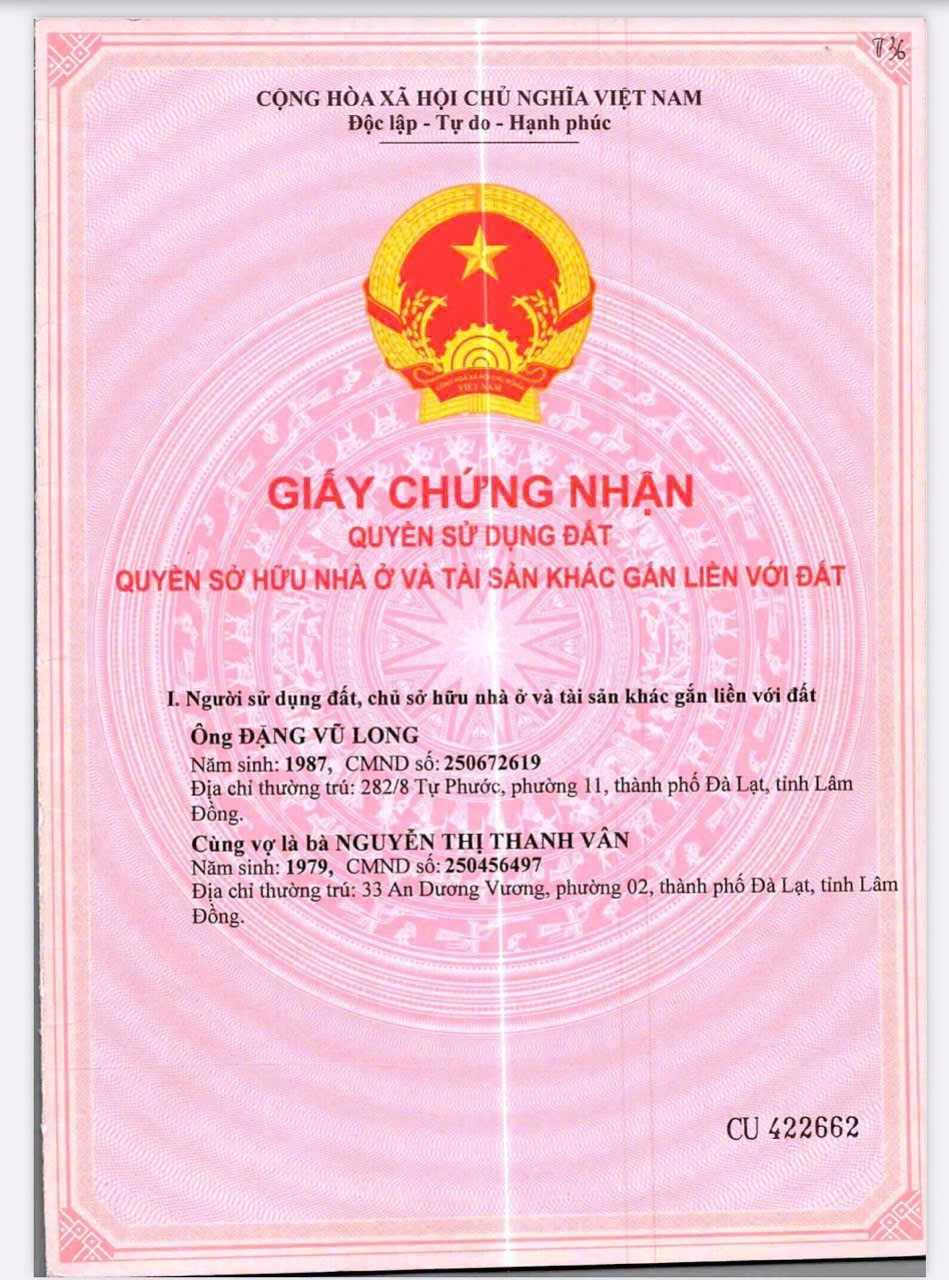 T36
CỘNG HÒA XÃ HỘI CHỦ NGHĨA VIỆT NAM
Độc lập - Tự do - Hạnh phúc
CỘNG HÒA XÃ HỘI CHỦ NGHĨA
VIỆT NAM
GIẤY CHỨNG NHẬN
QUYỀN SỬ DỤNG ĐẤT
QUYỀN SỞ HỮU NHÀ Ở VÀ TÀI SẢN KHÁC GẮN LIỀN VỚI ĐẤT
I. Người sử dụng đất, chủ sở hữu nhà ở và tài sản khác gắn liền với đất
Ông ĐẶNG VŨ LONG
Năm sinh: 1987, CMND số: 250672619
Địa chỉ thường trú: 282/8 Tự Phước, phường 11, thành phố Đà Lạt, tỉnh Lâm
Đồng.
Cùng vợ là bà NGUYỄN THỊ THANH VÂN
Năm sinh: 1979, CMND số: 250456497
Địa chỉ thường trú: 33 An Dương Vương, phường 02, thành phố Đà Lạt, tỉnh Lâm
Đồng.
CU 422662